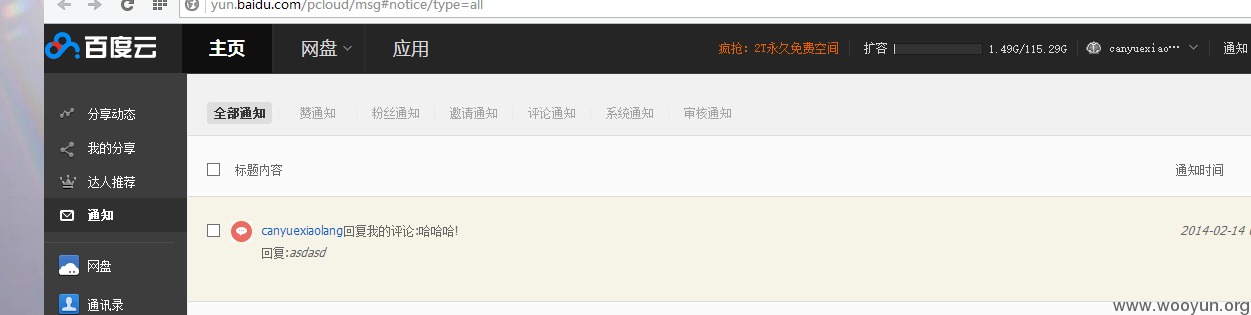 yun.baidu.com/pcloud/msg#notice/type=all
百度云 主页 网盘 应用 疯抢：2T永久免费空间 扩容 1.49G/115.29G canyuexiao… 通知
分享动态
我的分享
达人推荐
通知
网盘
通讯录
全部通知 赞通知 粉丝通知 邀请通知 评论通知 系统通知 审核通知
标题内容 通知时间
canyuexiaolang回复我的评论:哈哈哈! 2014-02-14
回复:asdasd
www.wooyun.org